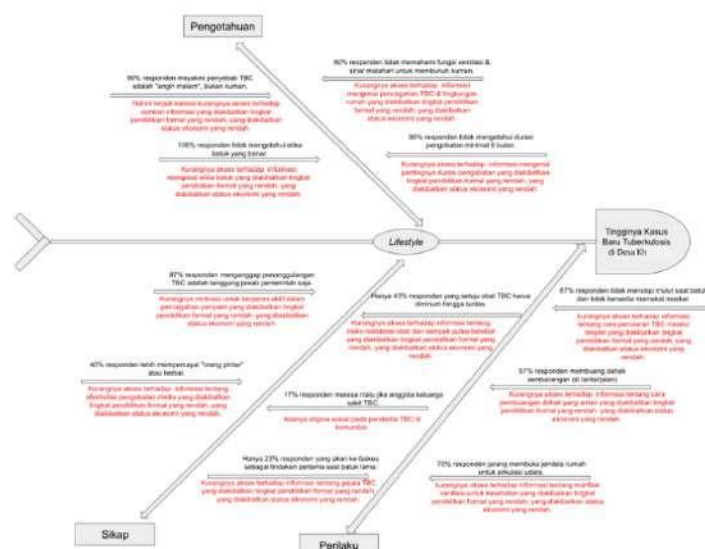 Pengetahuan
90% responden meyakini penyebab TBC
adalah "angin malam", bukan kuman.
Hal ini terjadi karena kurangnya akses terhadap
sumber informasi yang diakibatkan tingkat
pendidikan formal yang rendah, yang diakibatkan
status ekonomi yang rendah.
100% responden tidak mengetahui etika
batuk yang benar.
Kurangnya akses terhadap informasi
mengenai etika batuk yang diakibatkan tingkat
pendidikan formal yang rendah, yang
diakibatkan status ekonomi yang rendah.
90% responden tidak memahami fungsi ventilasi &
sinar matahari untuk membunuh kuman.
Kurangnya akses terhadap informasi
mengenai pencegahan TBC di lingkungan
rumah yang diakibatkan tingkat pendidikan
formal yang rendah, yang diakibatkan
status ekonomi yang rendah.
responden tidak mengetahui durasi
pengobatan minimal 6 bulan.
Kurangnya akses terhadap informasi mengenai
pentingnya durasi pengobatan yang diakibatkan
tingkat pendidikan formal yang rendah, yang
diakibatkan status ekonomi yang rendah
Lifestyle
Tingginya Kasus
Baru Tuberkulosis
di Desa Kh
87% responden menganggap penanggulangan
TBC adalah tanggung jawab pemerintah saja.
Kurangnya motivasi untuk berperan aktif dalam
pencegahan penyakit yang diakibatkan tingkat
pendidikan formal yang rendah, yang diakibatkan
status ekonomi yang rendah.
Hanya 43% responden yang setuju obat TBC harus
diminum hingga tuntas.
Kurangnya akses terhadap informasi tentang
risiko resistensi obat dan dampak putus berobat
yang diakibatkan tingkat pendidikan formal yang
rendah, yang diakibatkan status ekonomi yang
rendah.
67% responden tidak menutup mulut saat batuk
dan tidak bersedia memakai masker.
Kurangnya akses terhadap informasi
tentang cara penularan TBC melalui
droplet yang diakibatkan tingkat
pendidikan formal yang rendah, yang
diakibatkan status ekonomi yang
rendah.
40% responden lebih mempercayai "orang pintar"
atau herbal.
Kurangnya akses terhadap informasi tentang
efektivitas pengobatan medis yang diakibatkan
tingkat pendidikan formal yang rendah, yang
diakibatkan status ekonomi yang rendah.
17% responden merasa malu jika anggota keluarga
sakit TBC.
Adanya stigma sosial pada penderita TBC di
komunitas.
57% responden membuang dahak
sembarangan (di lantai/jalan).
Kurangnya akses terhadap informasi tentang cara
pembuangan dahak yang aman yang diakibatkan tingkat
pendidikan formal yang rendah, yang diakibatkan status
ekonomi yang rendah
Hanya 23% responden yang akan ke faskes
sebagai tindakan pertama saat batuk lama.
Kurangnya akses terhadap informasi tentang gejala TBC
yang diakibatkan tingkat pendidikan formal yang rendah,
yang diakibatkan status ekonomi yang rendah.
70% responden jarang membuka jendela rumah
untuk sirkulasi udara.
Kurangnya akses terhadap informasi tentang manfaat
ventilasi untuk kesehatan yang diakibatkan tingkat
pendidikan formal yang rendah, yang diakibatkan status
ekonomi yang rendah.
Sikap
Perilaku